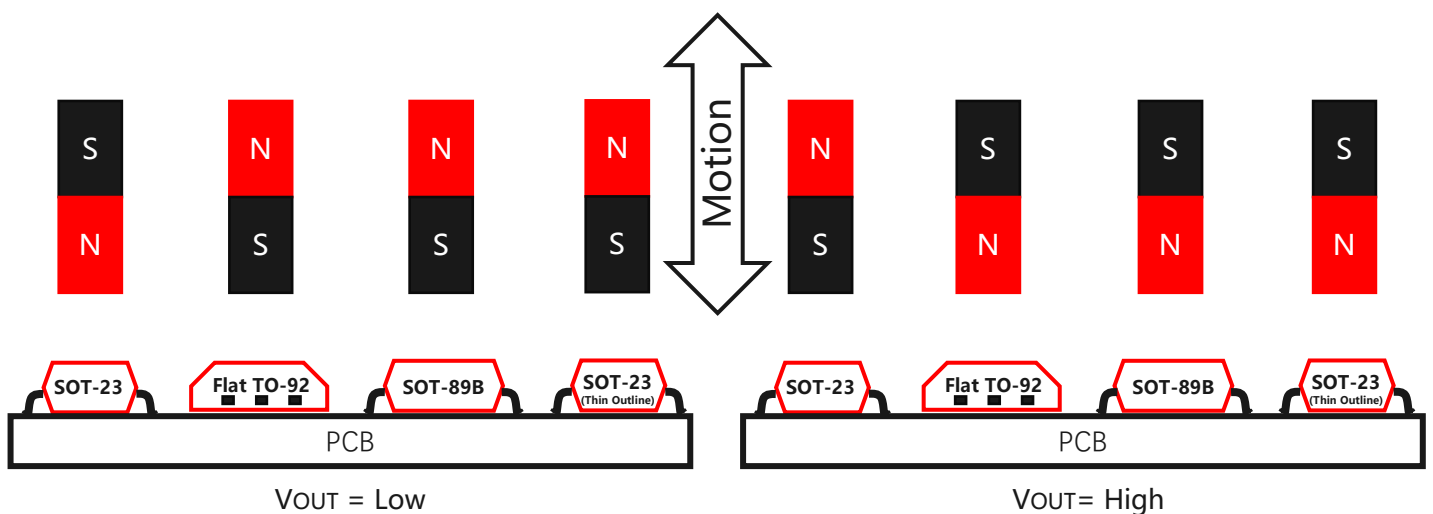 S N N N N S S S
N S S S S N N N
Motion
SOT-23 Flat TO-92 SOT-89B SOT-23 (Thin Outline)
SOT-23 Flat TO-92 SOT-89B SOT-23 (Thin Outline)
PCB PCB
VOUT = Low VOUT= High